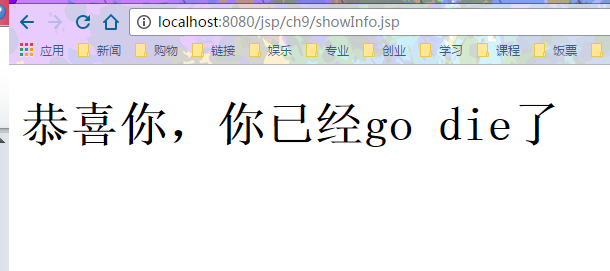 localhost:8080/jsp/ch9/showInfo.jsp
应用 新闻 购物 链接 娱乐 专业 创业 学习 课程 饭票
恭喜你，你已经go die了